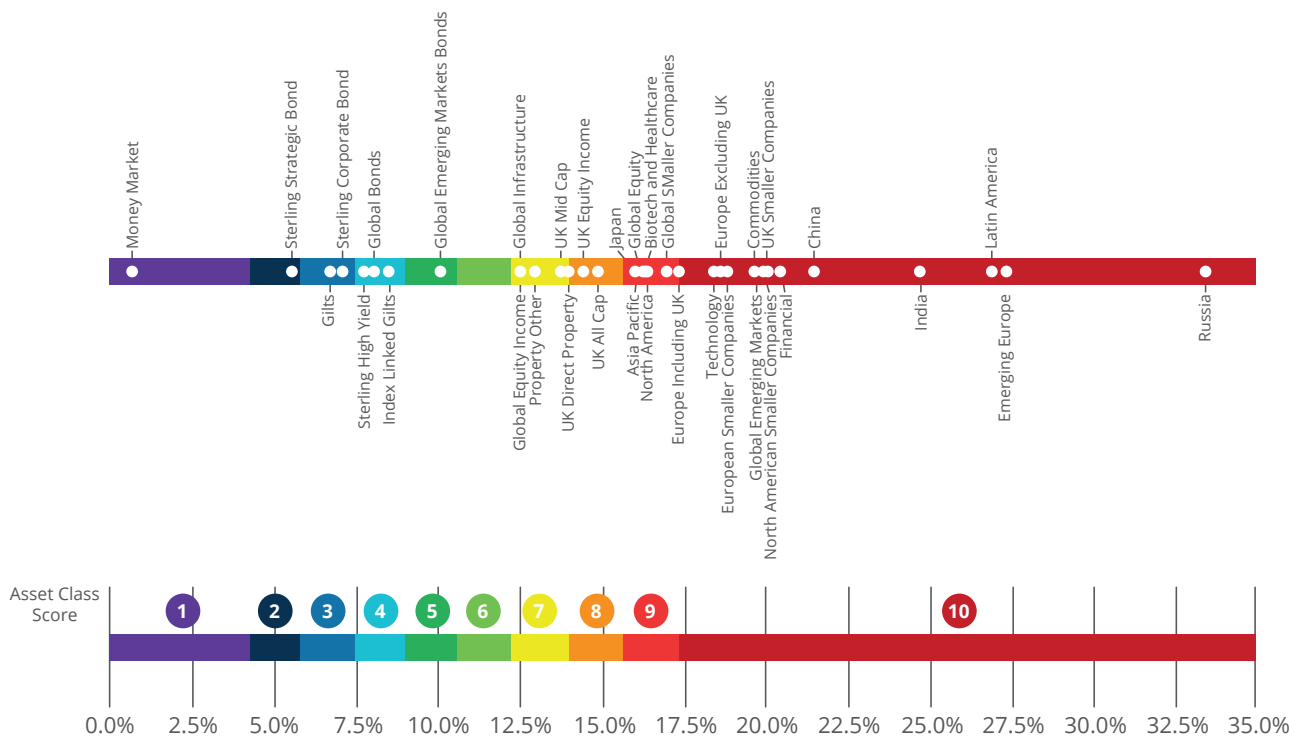 Money Market
Sterling Strategic Bond
Sterling Corporate Bond
Global Bonds
Global Emerging Markets Bonds
Global Infrastructure
UK Mid Cap
UK Equity Income
Japan
Global Equity
Biotech and Healthcare
Global SMaller Companies
Europe Excluding UK
Commodities
UK Smaller Companies
China
Latin America
Gilts
Sterling High Yield
Index Linked Gilts
Global Equity Income
Property Other
UK Direct Property
UK All Cap
Asia Pacific
North America
Europe Including UK
Technology
European Smaller Companies
Global Emerging Markets
North American Smaller Companies
Financial
India
Emerging Europe
Russia
Asset Class
Score
1 2 3 4 5 6 7 8 9 10
0.0% 2.5% 5.0% 7.5% 10.0% 12.5% 15.0% 17.5% 20.0% 22.5% 25.0% 27.5% 30.0% 32.5% 35.0%